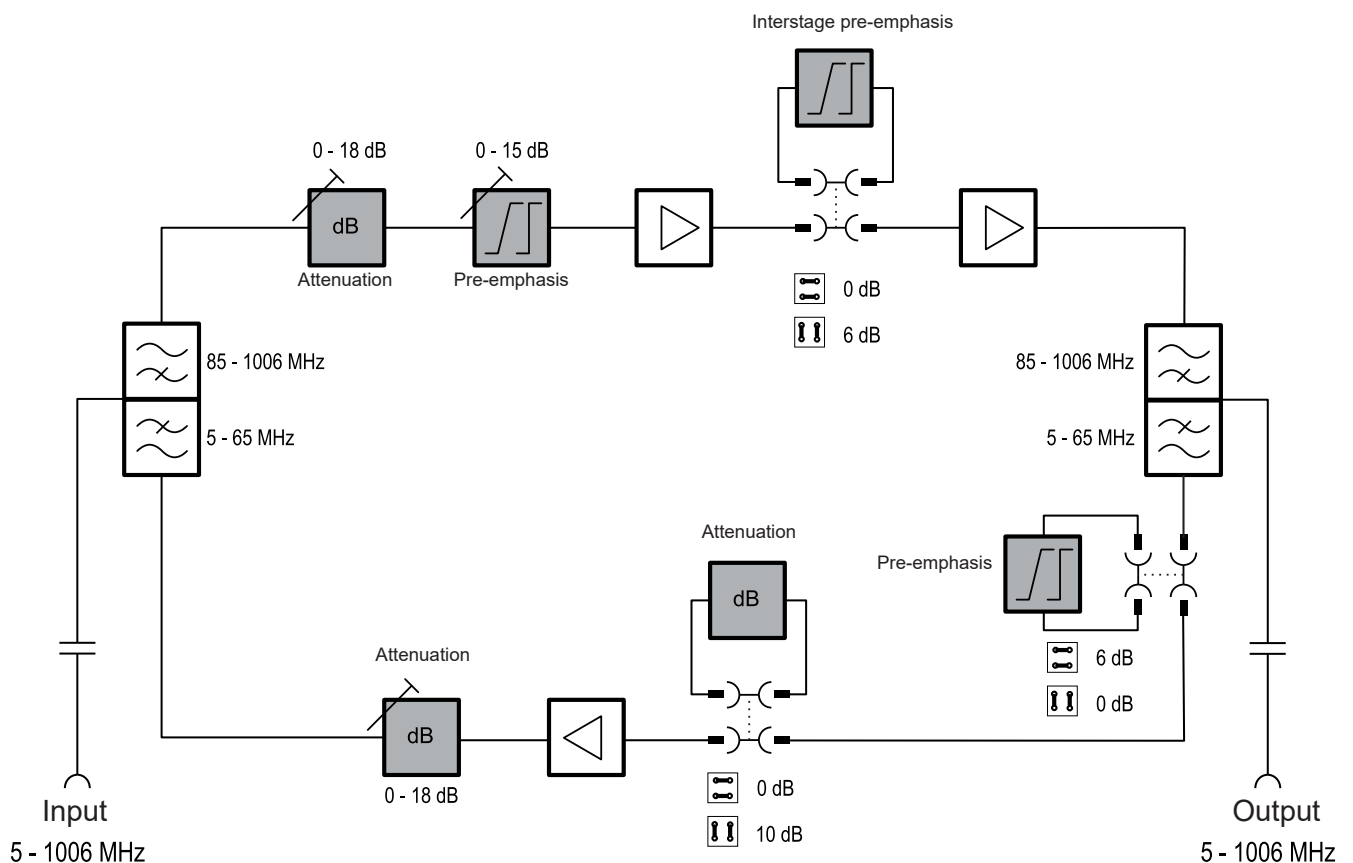 Interstage pre-emphasis
0 - 18 dB
0 - 15 dB
dB
Attenuation
Pre-emphasis
0 dB
6 dB
85 - 1006 MHz
5 - 65 MHz
85 - 1006 MHz
5 - 65 MHz
Attenuation
dB
Pre-emphasis
6 dB
0 dB
Attenuation
dB
0 - 18 dB
0 dB
10 dB
Input
5 - 1006 MHz
Output
5 - 1006 MHz